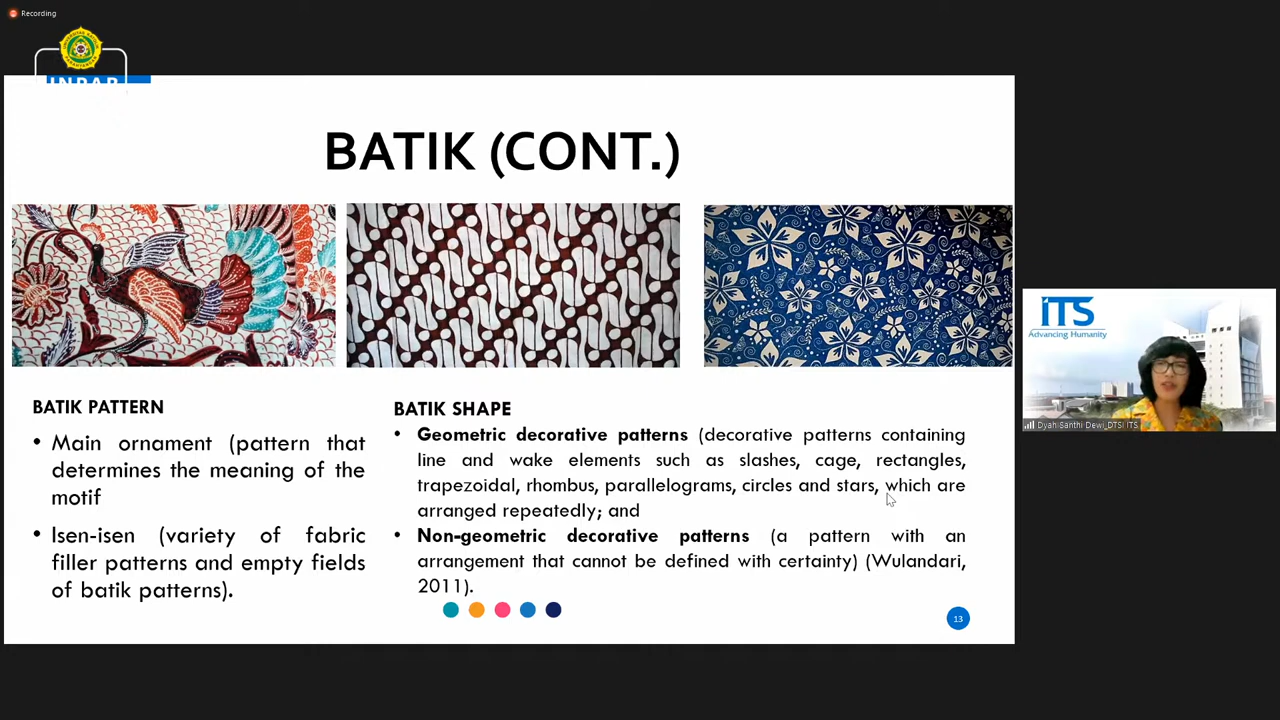 Recording
UNPAR
BATIK (CONT.)
BATIK PATTERN
• Main ornament (pattern that
determines the meaning of the
motif
• Isen-isen (variety of fabric
filler patterns and empty fields
of batik patterns).
BATIK SHAPE
• Geometric decorative patterns (decorative patterns containing
line and wake elements such as slashes, cage, rectangles,
trapezoidal, rhombus, parallelograms, circles and stars, which are
arranged repeatedly; and
• Non-geometric decorative patterns (a pattern with an
arrangement that cannot be defined with certainty) (Wulandari,
2011).
13
ITS
Advancing Humanity
Dyah Santhi Dewi_DTSI ITS